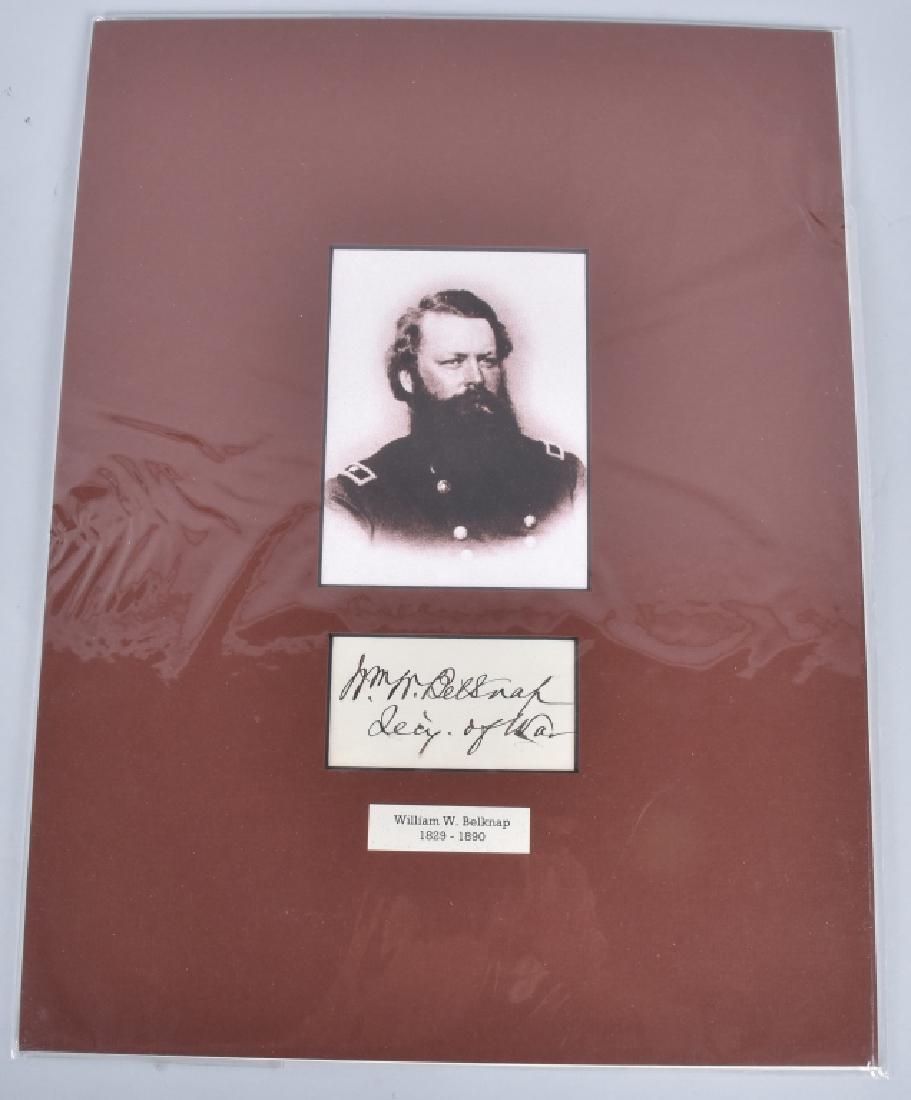 Wm. W. Belknap
Secy. of War
William W. Belknap
1829 - 1890